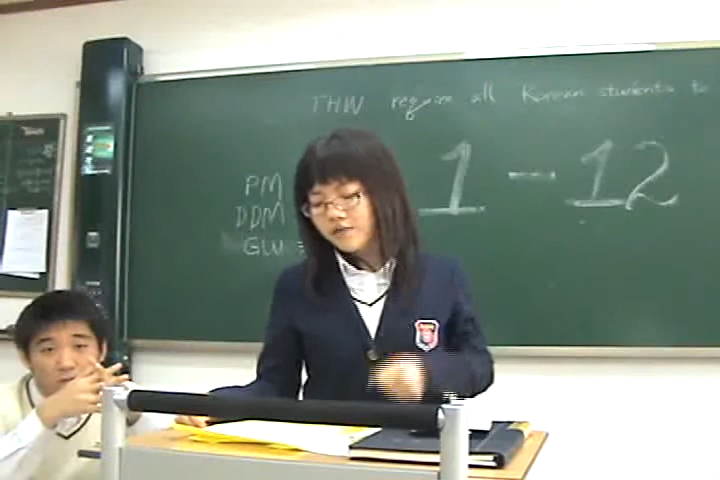 THW require all Korean students to
1 - 12
PM
DDM
GW =